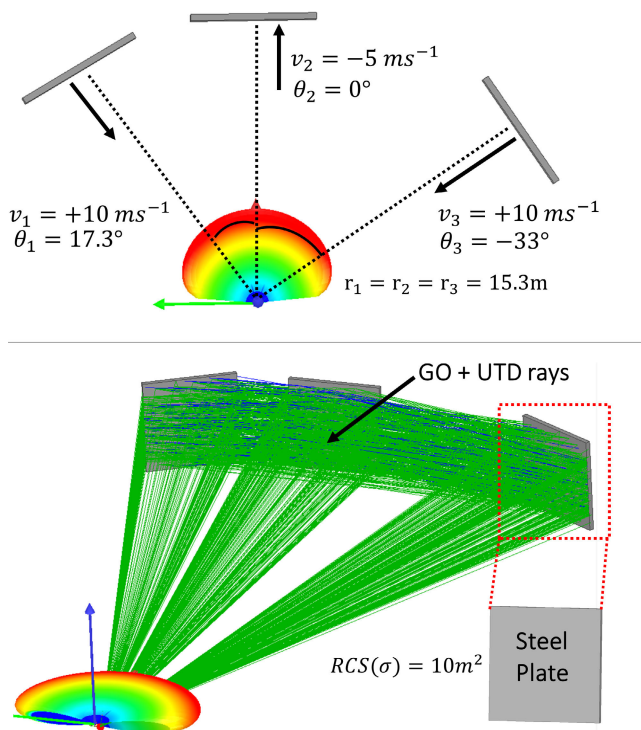 v₂ = −5 ms⁻¹
θ₂ = 0°
v₁ = +10 ms⁻¹
θ₁ = 17.3°
v₃ = +10 ms⁻¹
θ₃ = −33°
r₁ = r₂ = r₃ = 15.3m
GO + UTD rays
RCS(σ) = 10m²
Steel
Plate